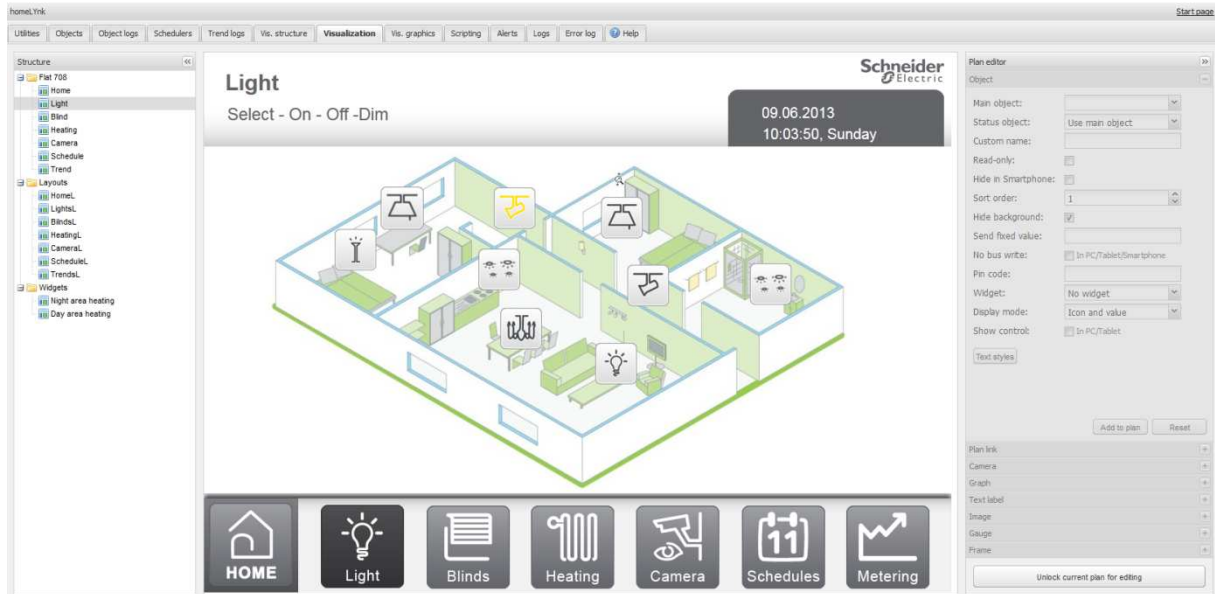 homeLYnk
Start page
Utilities
Objects
Object logs
Schedulers
Trend logs
Vis. structure
Visualization
Vis. graphics
Scripting
Alerts
Logs
Error log
Help
Structure
Flat 708
Home
Light
Blind
Heating
Camera
Schedule
Trend
Layouts
HomeL
LightsL
BlindsL
HeatingL
CameraL
ScheduleL
TrendsL
Widgets
Night area heating
Day area heating
Light
Select - On - Off -Dim
Schneider
Electric
09.06.2013
10:03:50, Sunday
HOME
Light
Blinds
Heating
Camera
11
Schedules
Metering
Plan editor
Object
Main object:
Status object: Use main object
Custom name:
Read-only:
Hide in Smartphone:
Sort order: 1
Hide background:
Send fixed value:
No bus write: In PC/Tablet/Smartphone
Pin code:
Widget: No widget
Display mode: Icon and value
Show control: In PC/Tablet
Text styles
Add to plan Reset
Plan link
Camera
Graph
Text label
Image
Gauge
Frame
Unlock current plan for editing